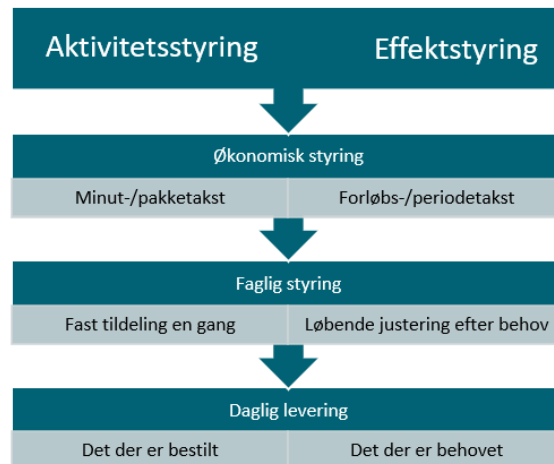 Aktivitetsstyring Effektstyring
Økonomisk styring
Minut-/pakketakst Forløbs-/periodetakst
Faglig styring
Fast tildeling en gang Løbende justering efter behov
Daglig levering
Det der er bestilt Det der er behovet